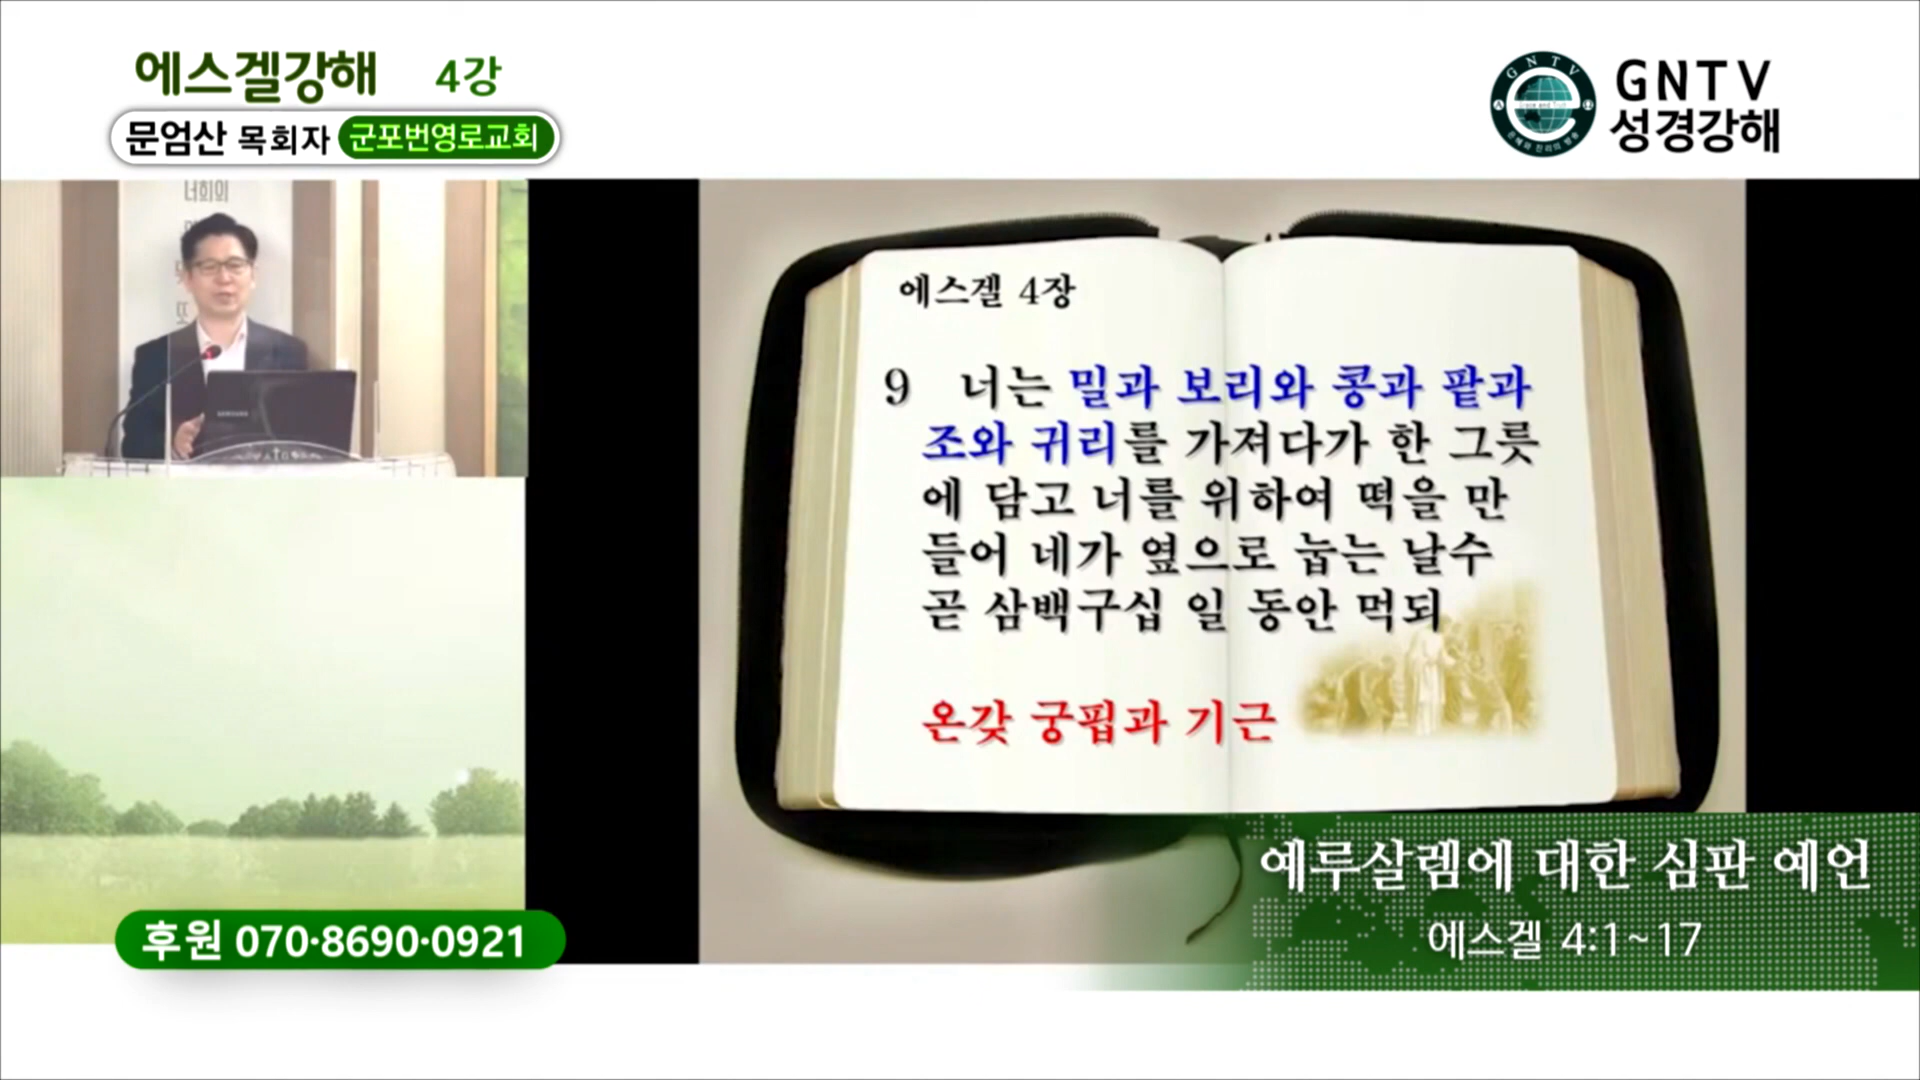 에스겔강해 4강
문엄산 목회자 군포번영로교회
GNTV
성경강해
GNTV
너희와
또
SAMSUNG
에스겔 4장
9 너는 밀과 보리와 콩과 팥과
조와 귀리를 가져다가 한 그릇
에 담고 너를 위하여 떡을 만
들어 네가 옆으로 눕는 날수
곧 삼백구십 일 동안 먹되
온갖 궁핍과 기근
예루살렘에 대한 심판 예언
에스겔 4:1~17
후원 070·8690·0921